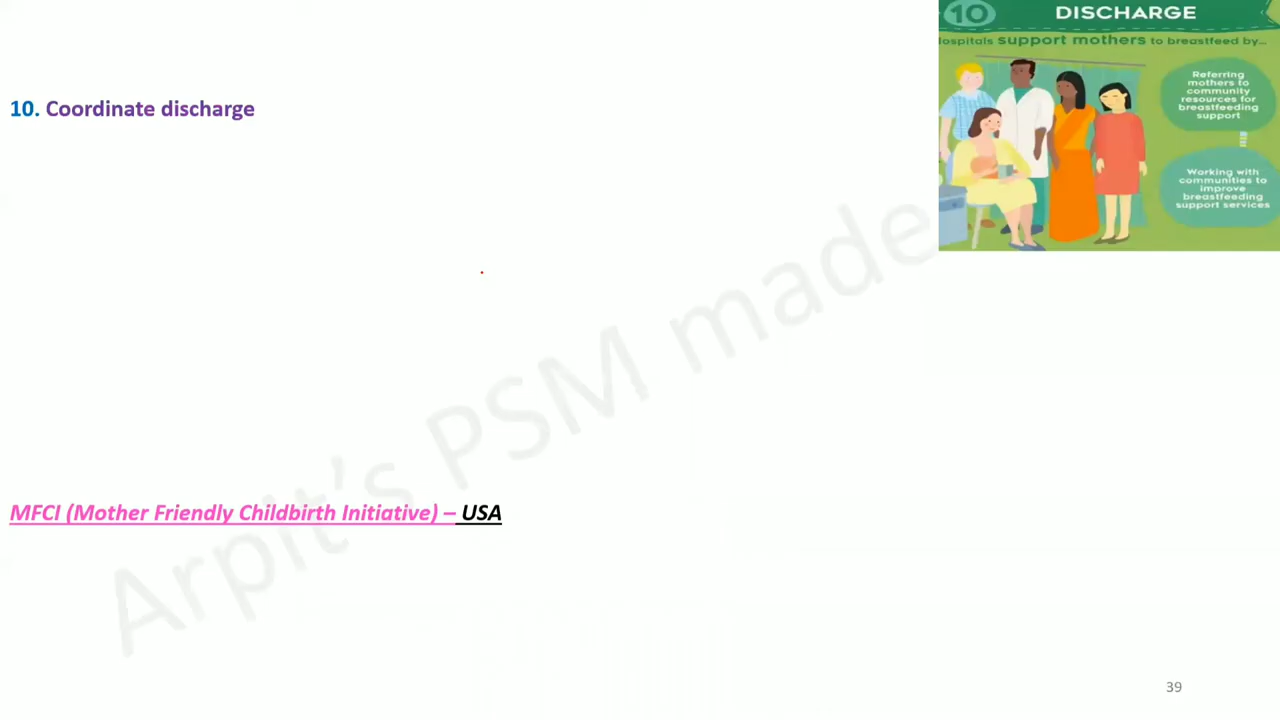 10 DISCHARGE
ospitals support mothers to breastfeed by...
10. Coordinate discharge
Referring
mothers to
community
resources for
breastfeeding
support
Working with
communities to
improve
breastfeeding
support services
Arpit's PSM made
MFCI (Mother Friendly Childbirth Initiative) – USA
39